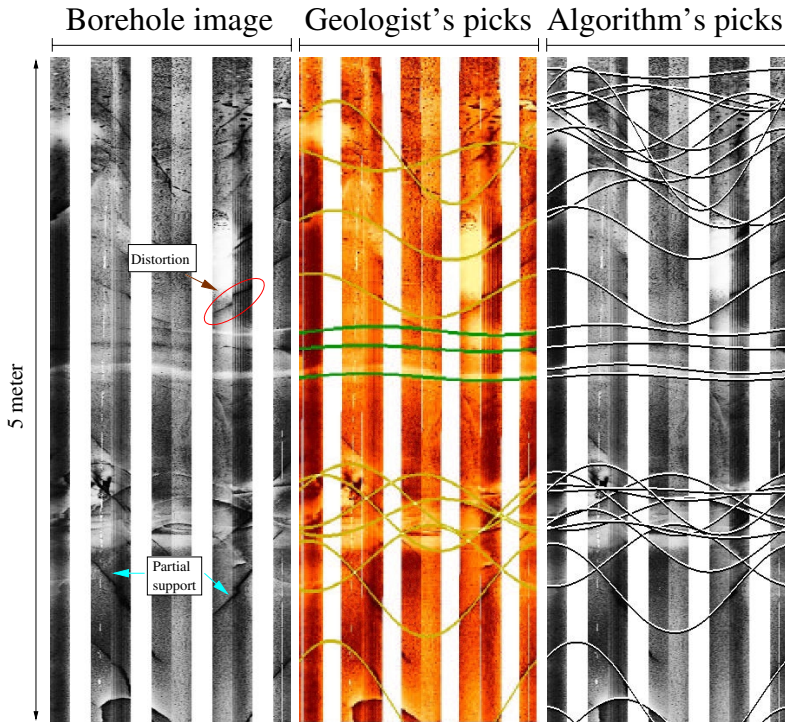 Borehole image
Geologist's picks
Algorithm's picks
5 meter
Distortion
Partial
support